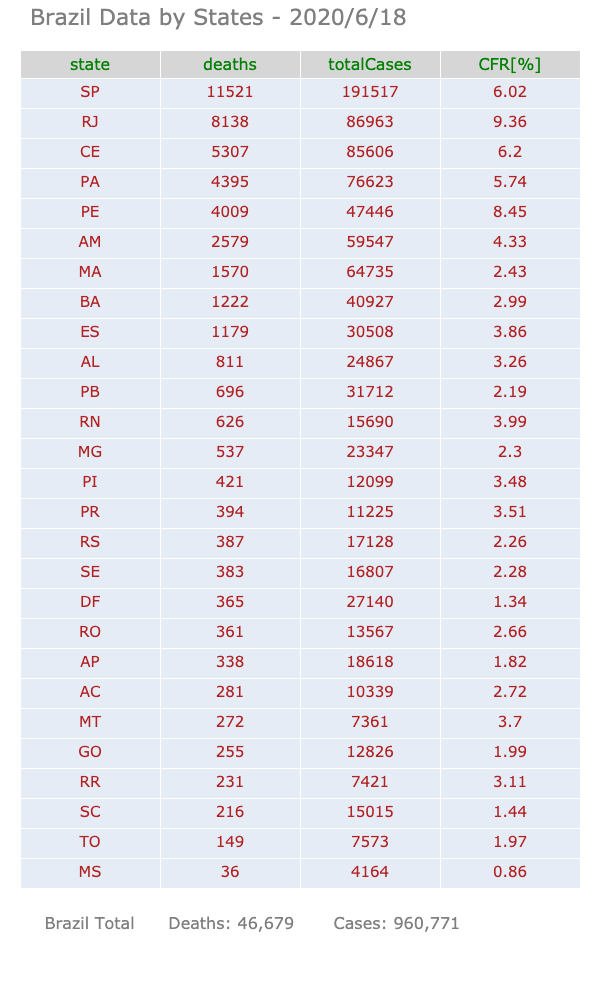 Brazil Data by States - 2020/6/18
state deaths totalCases CFR[%]
SP 11521 191517 6.02
RJ 8138 86963 9.36
CE 5307 85606 6.2
PA 4395 76623 5.74
PE 4009 47446 8.45
AM 2579 59547 4.33
MA 1570 64735 2.43
BA 1222 40927 2.99
ES 1179 30508 3.86
AL 811 24867 3.26
PB 696 31712 2.19
RN 626 15690 3.99
MG 537 23347 2.3
PI 421 12099 3.48
PR 394 11225 3.51
RS 387 17128 2.26
SE 383 16807 2.28
DF 365 27140 1.34
RO 361 13567 2.66
AP 338 18618 1.82
AC 281 10339 2.72
MT 272 7361 3.7
GO 255 12826 1.99
RR 231 7421 3.11
SC 216 15015 1.44
TO 149 7573 1.97
MS 36 4164 0.86
Brazil Total Deaths: 46,679 Cases: 960,771